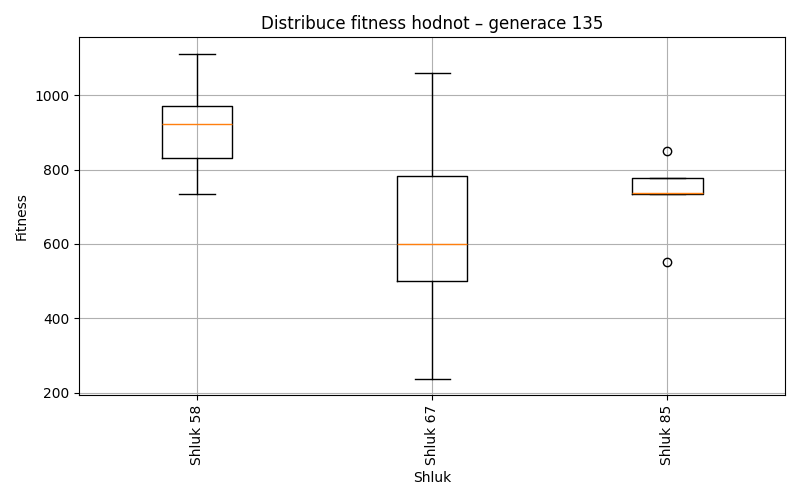 Distribuce fitness hodnot – generace 135
Fitness
1000
800
600
400
200
Shluk 58
Shluk 67
Shluk 85
Shluk